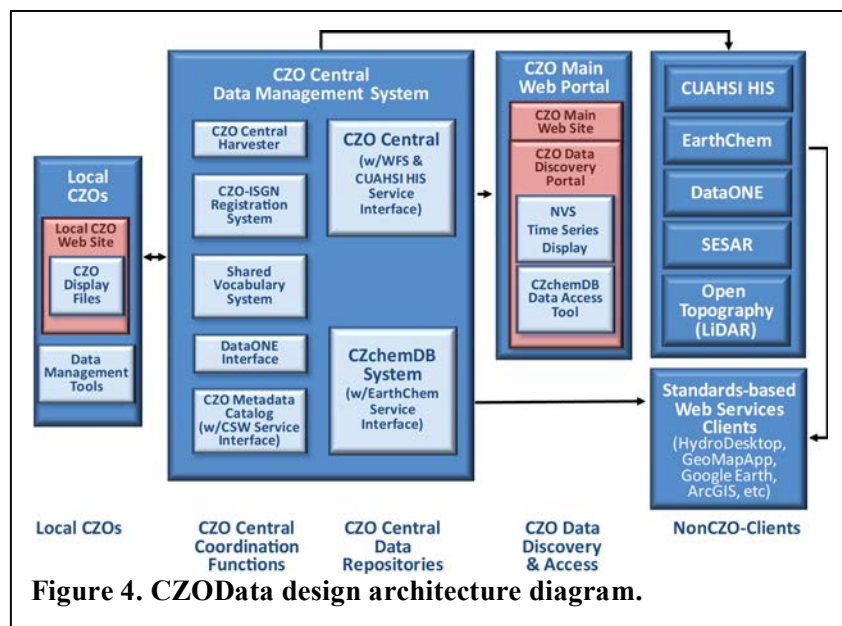 Local
CZOs
Local CZO
Web Site
CZO
Display
Files
Data
Management
Tools
CZO Central
Data Management System
CZO Central
Harvester
CZO-ISGN
Registration
System
Shared
Vocabulary
System
DataONE
Interface
CZO Metadata
Catalog
(w/CSW Service
Interface)
CZO Central
(w/WFS &
CUAHSI HIS
Service
Interface)
CZchemDB
System
(w/EarthChem
Service
Interface)
CZO Main
Web Portal
CZO Main
Web Site
CZO Data
Discovery
Portal
NVS
Time Series
Display
CZchemDB
Data Access
Tool
CUAHSI HIS
EarthChem
DataONE
SESAR
Open
Topography
(LiDAR)
Standards-based
Web Services
Clients
(HydroDesktop,
GeoMapApp,
Google Earth,
ArcGIS, etc)
Local CZOs
CZO Central
Coordination
Functions
CZO Central
Data
Repositories
CZO Data
Discovery
& Access
NonCZO-Clients
Figure 4. CZOData design architecture diagram.